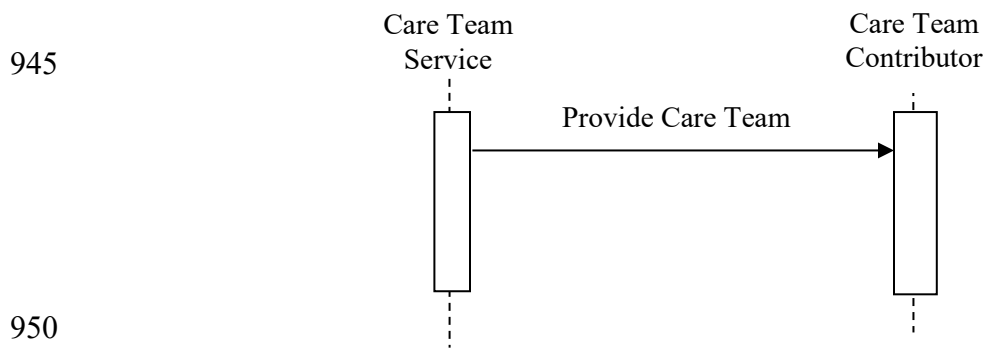 Care Team
Service
Care Team
Contributor
945
Provide Care Team
950